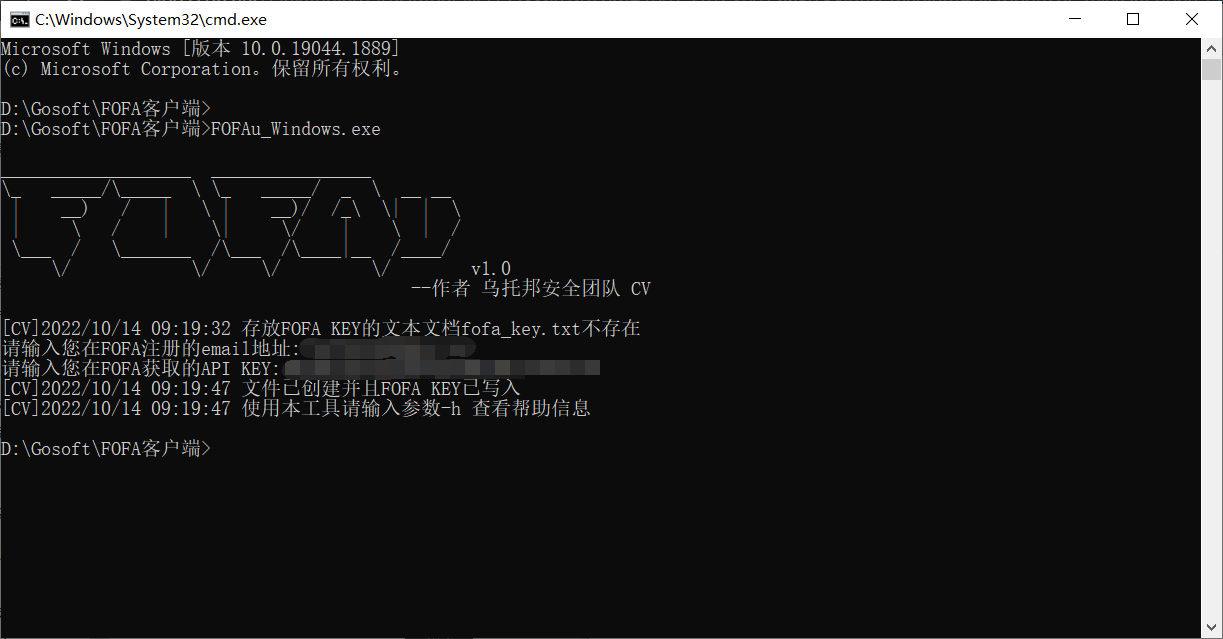 C:\Windows\System32\cmd.exe
Microsoft Windows [版本 10.0.19044.1889]
(c) Microsoft Corporation。保留所有权利。
D:\Gosoft\FOFA客户端>
D:\Gosoft\FOFA客户端>FOFAu_Windows.exe
FOFAu
v1.0
--作者 乌托邦安全团队 CV
[CV]2022/10/14 09:19:32 存放FOFA KEY的文本文档fofa_key.txt不存在
请输入您在FOFA注册的email地址:
请输入您在FOFA获取的API KEY:
[CV]2022/10/14 09:19:47 文件已创建并且FOFA KEY已写入
[CV]2022/10/14 09:19:47 使用本工具请输入参数-h 查看帮助信息
D:\Gosoft\FOFA客户端>